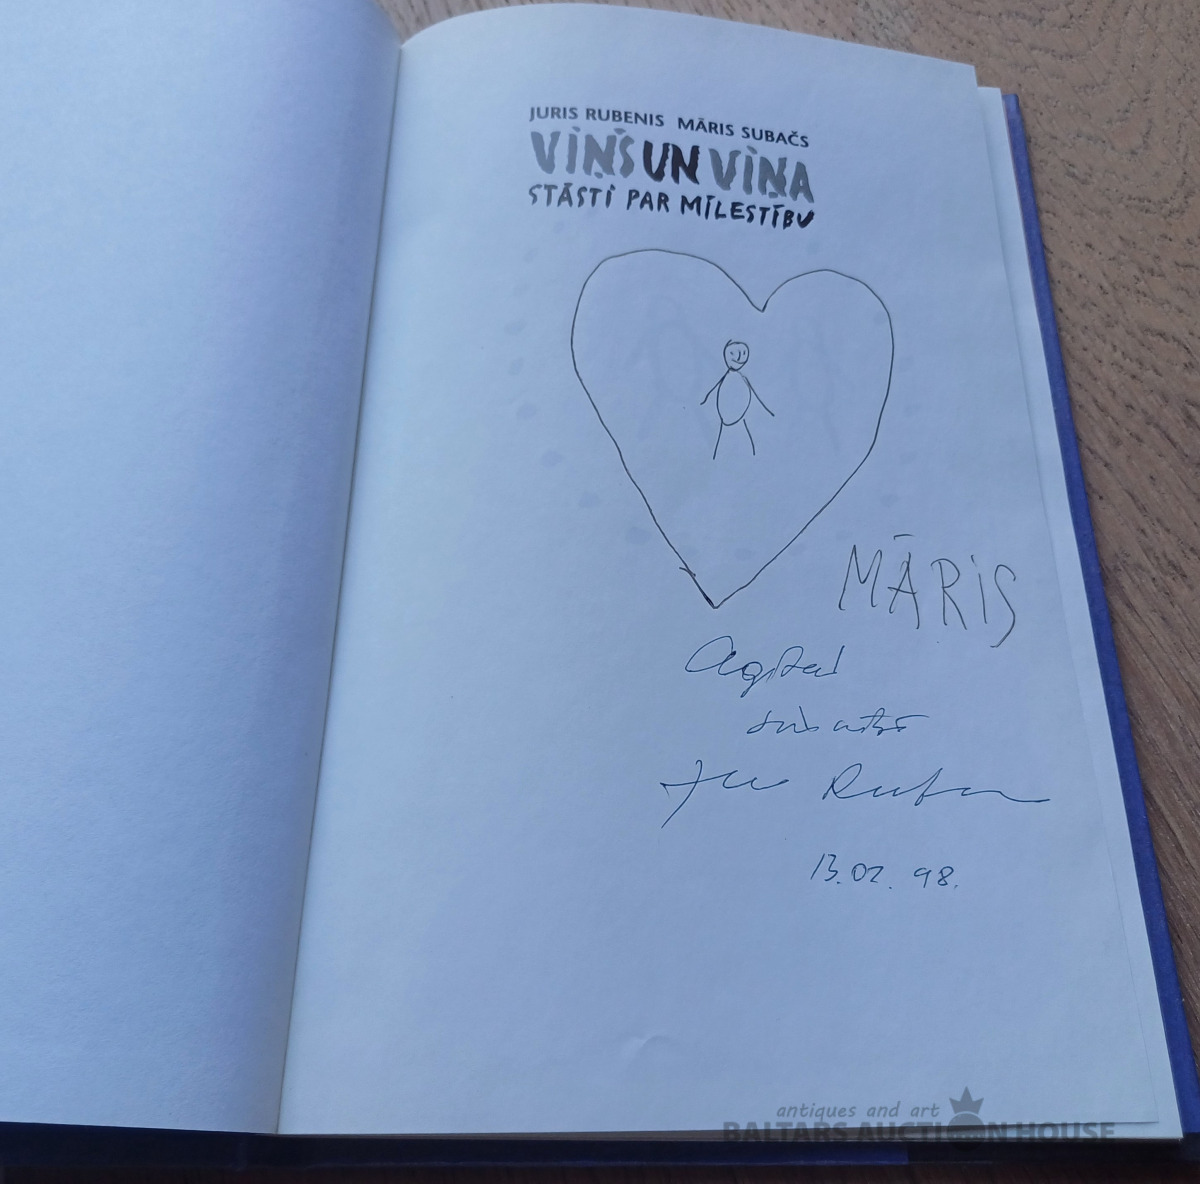 JURIS RUBENIS MĀRIS SUBAČS
VIŅŠ UN VIŅA
STĀSTI PAR MĪLESTĪBU
MĀRIS
13.02.98.
antiques and art
BALTARS AUCTION HOUSE